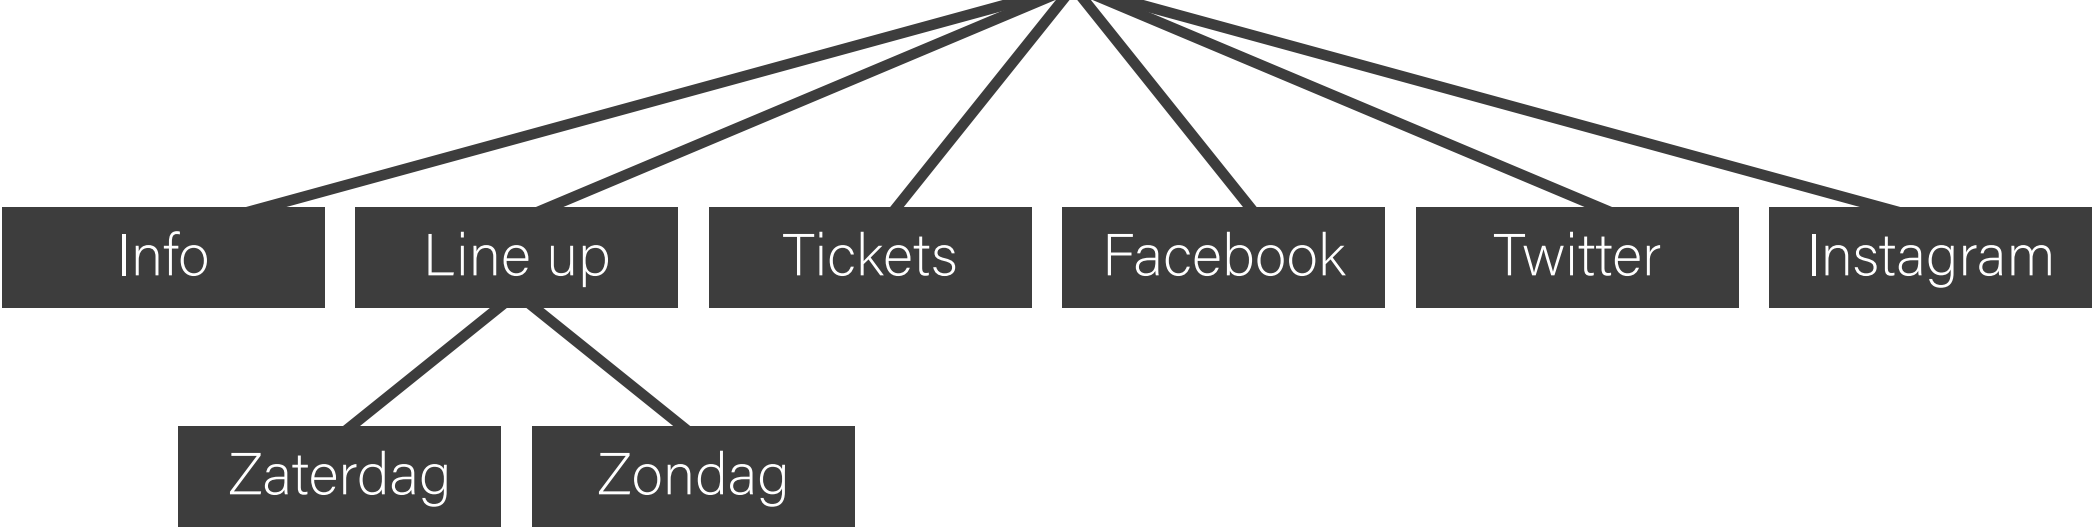 Info
Line up
Tickets
Facebook
Twitter
Instagram
Zaterdag
Zondag